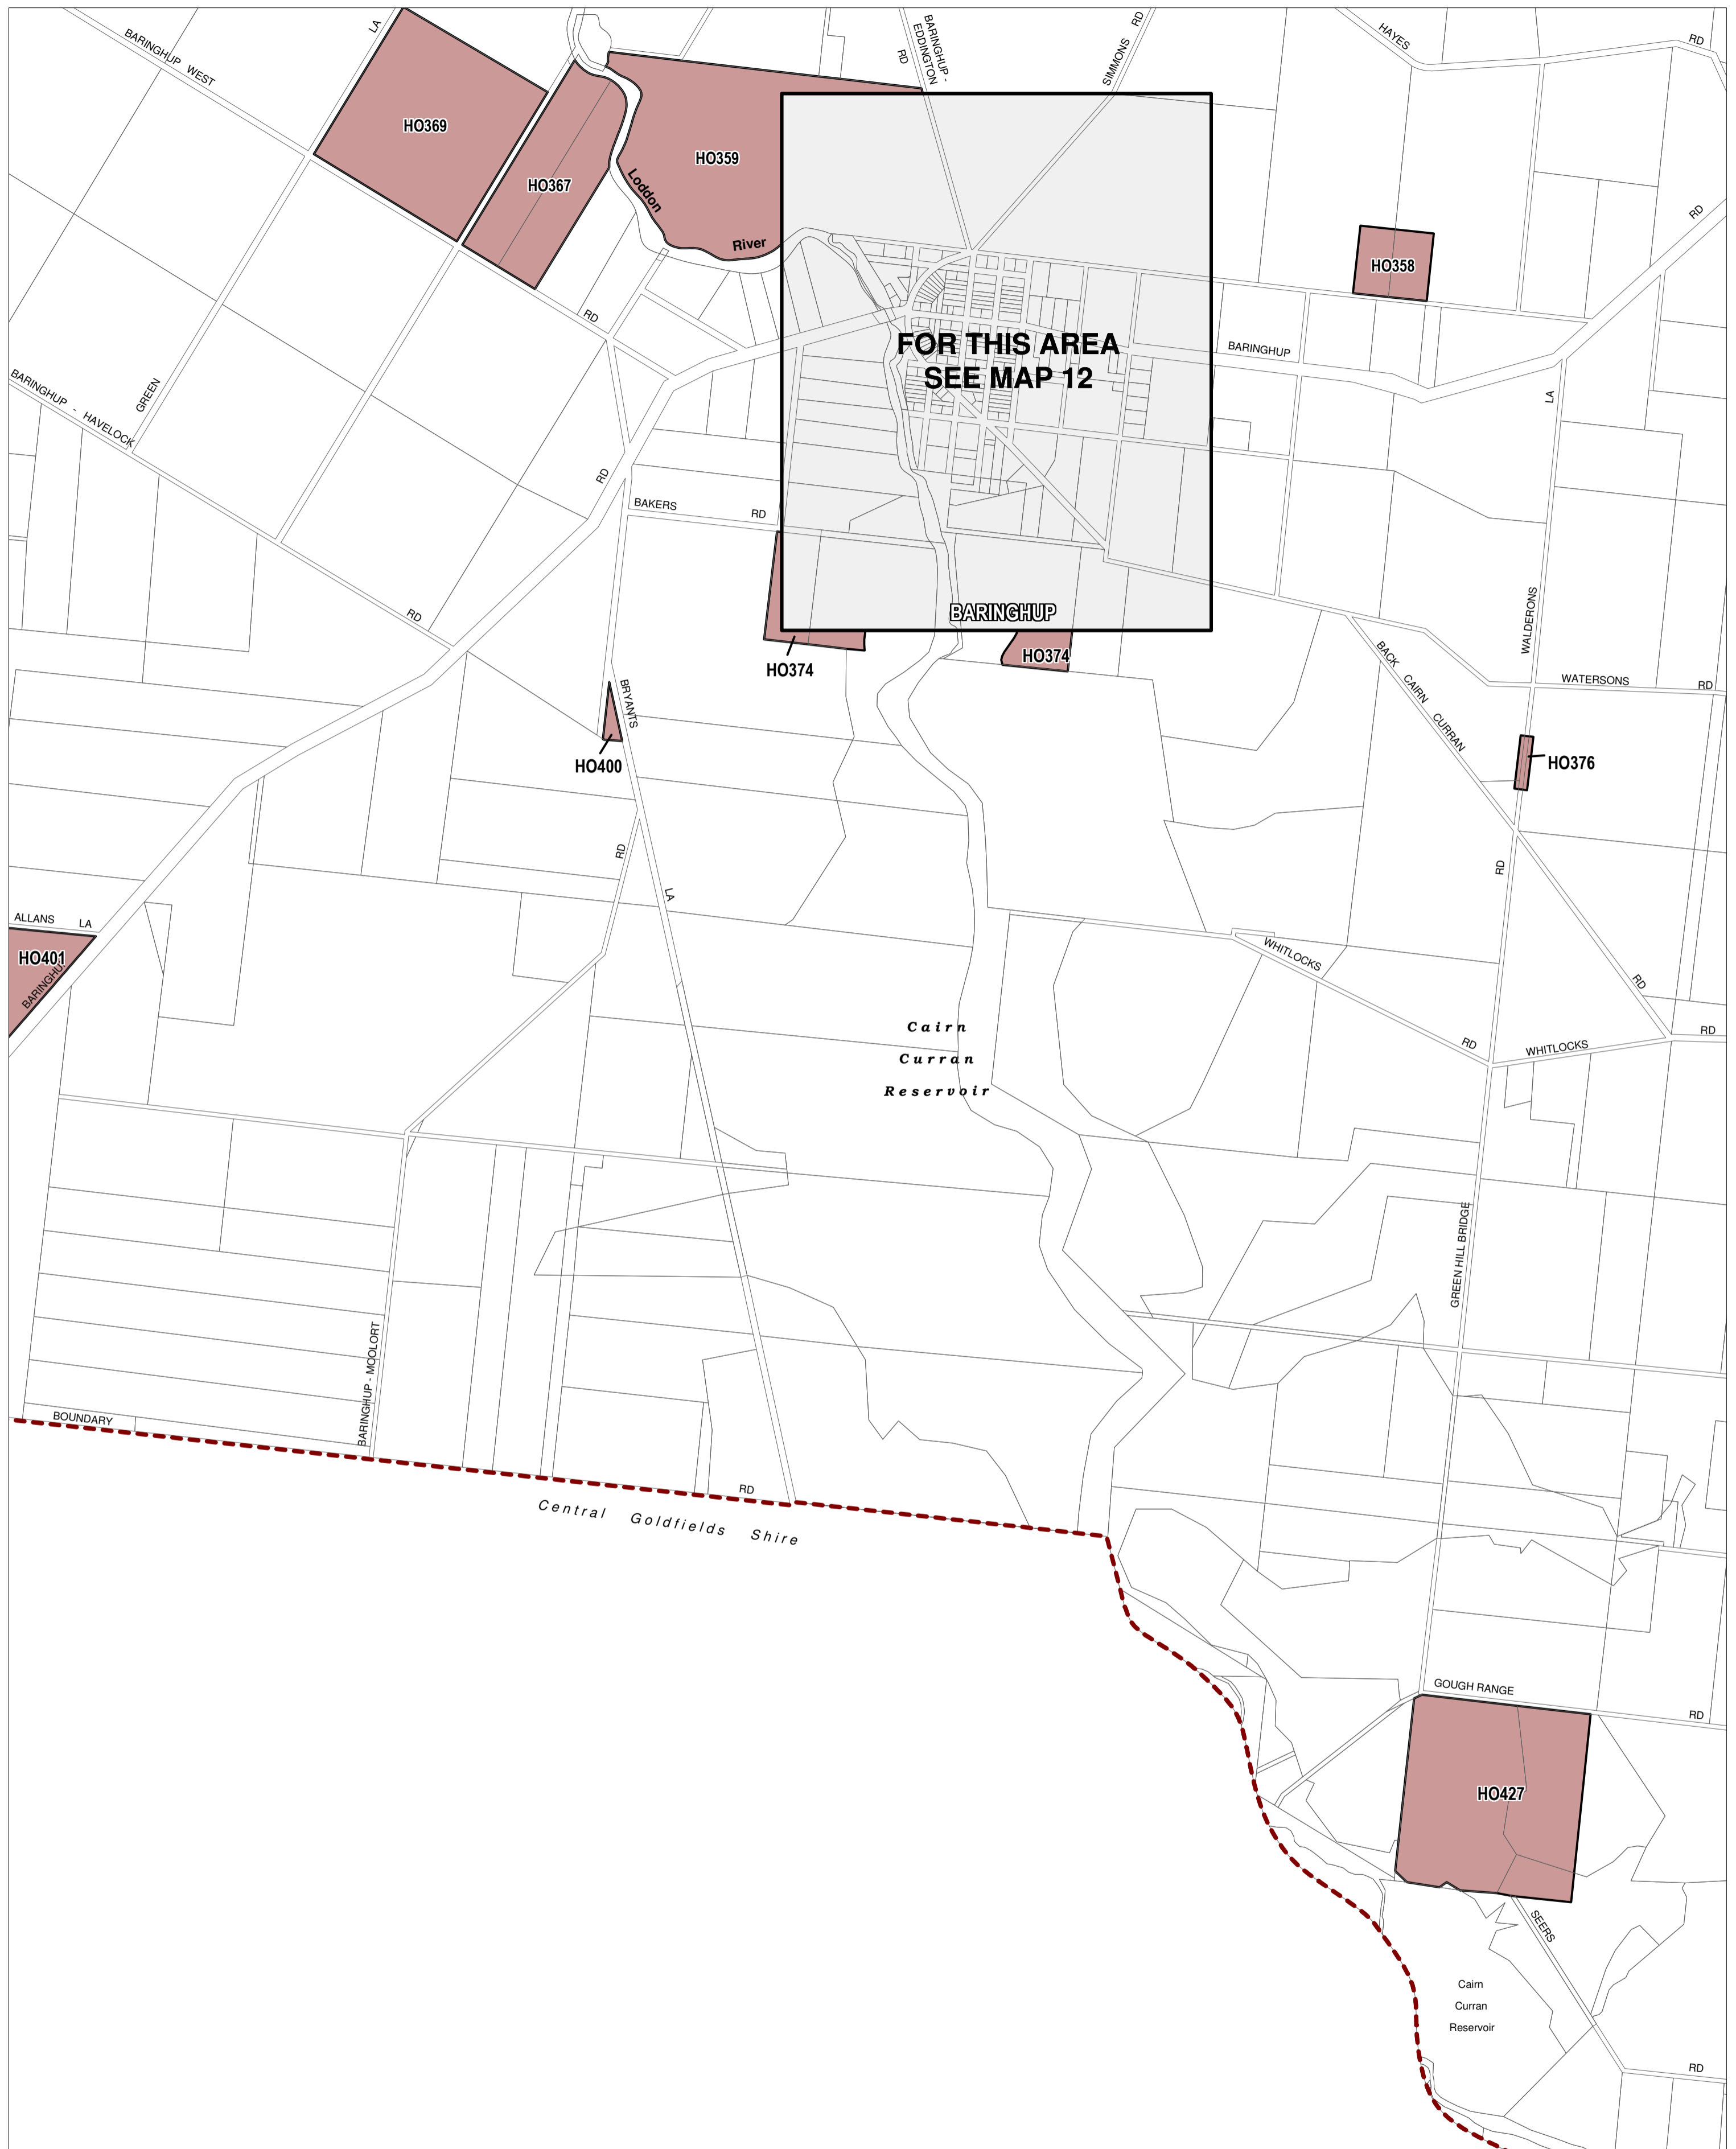 BARINGHUP WEST
LA
BARINGHUP -
EDDINGTON
RD
SIMMONS RD
HAYES
RD
HO369
HO367
HO359
Loddon
River
HO358
RD
RD
BARINGHUP
FOR THIS AREA
SEE MAP 12
GREEN
BARINGHUP - HAVELOCK
LA
RD
BAKERS RD
RD
WALDERONS
BARINGHUP
HO374
HO374
BACK CAIRN CURRAN
WATERSONS RD
BRYANTS
HO400
HO376
RD
RD
LA
ALLANS LA
HO401
BARINGHU
WHITLOCKS
RD
Cairn
Curran
Reservoir
RD
WHITLOCKS
RD
GREEN HILL BRIDGE
BARINGHUP - MOOLORT
BOUNDARY
RD
Central Goldfields Shire
GOUGH RANGE
RD
HO427
SEERS
Cairn
Curran
Reservoir
RD